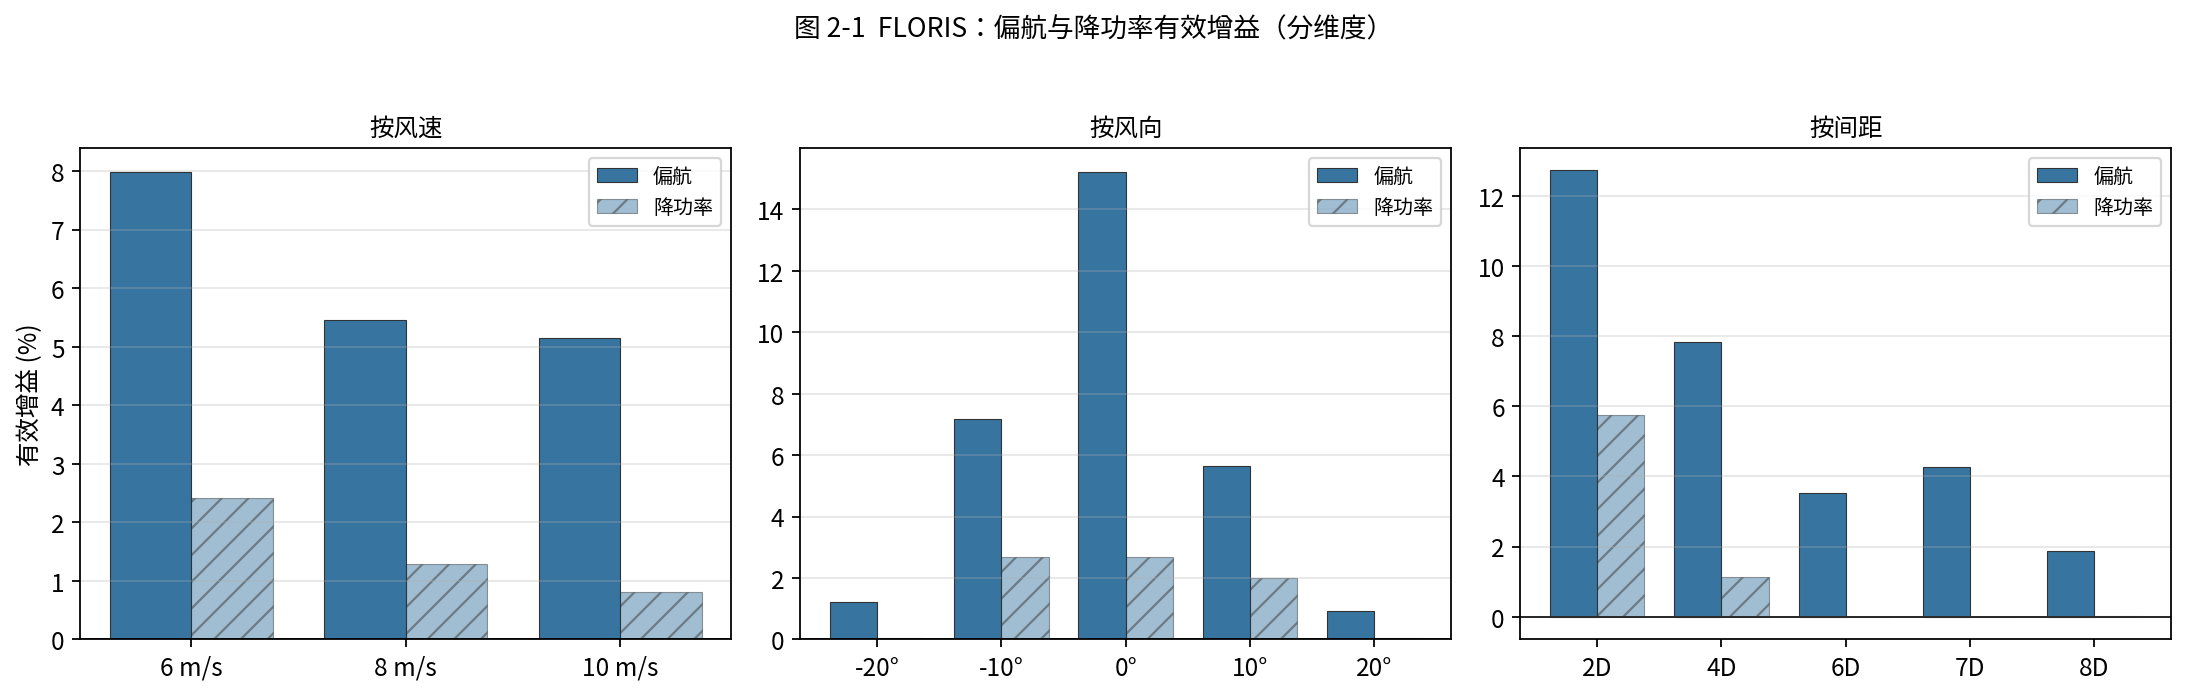 图 2-1 FLORIS：偏航与降功率有效增益（分维度）
按风速
有效增益 (%)
8
7
6
5
4
3
2
1
0
6 m/s
8 m/s
10 m/s
偏航
降功率
按风向
14
12
10
8
6
4
2
0
-20°
-10°
0°
10°
20°
偏航
降功率
按间距
12
10
8
6
4
2
0
2D
4D
6D
7D
8D
偏航
降功率